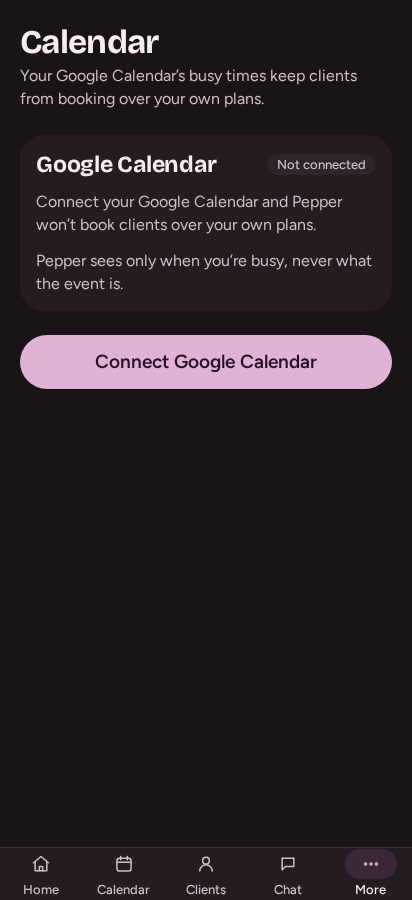 Calendar
Your Google Calendar’s busy times keep clients
from booking over your own plans.
Google Calendar
Not connected
Connect your Google Calendar and Pepper
won’t book clients over your own plans.
Pepper sees only when you’re busy, never what
the event is.
Connect Google Calendar
Home
Calendar
Clients
Chat
More